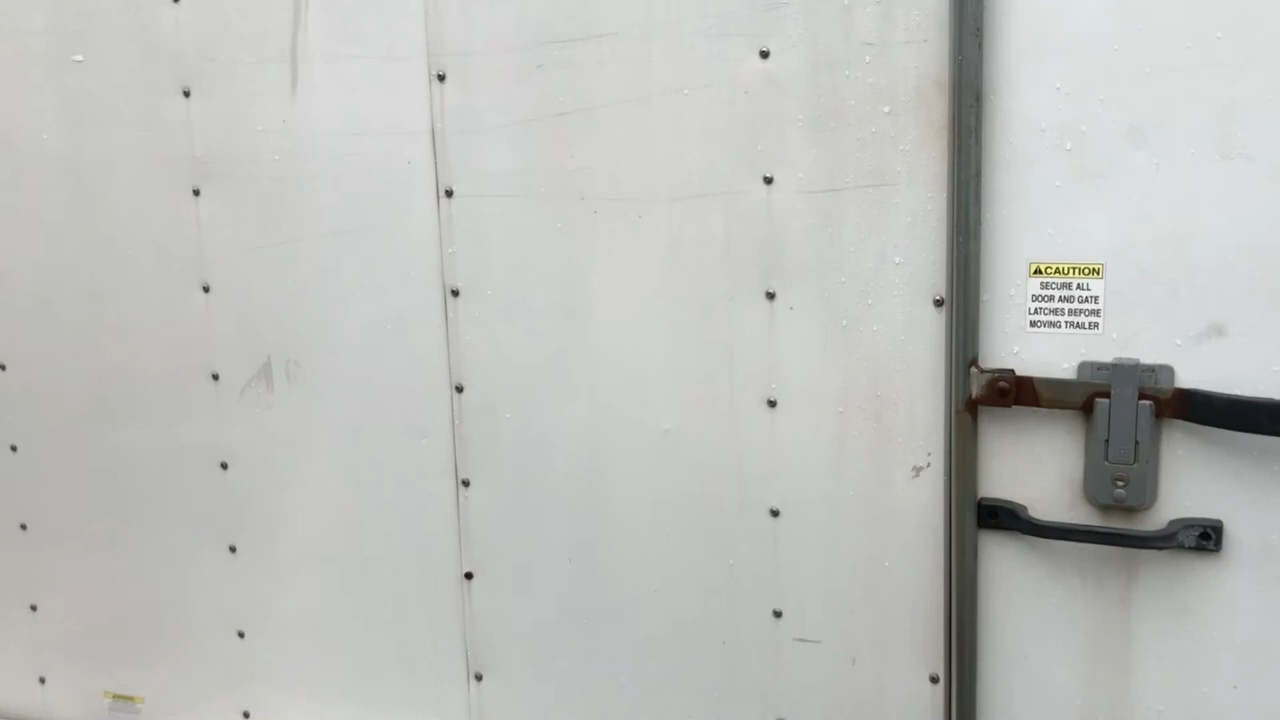 CAUTION
SECURE ALL
DOOR AND GATE
LATCHES BEFORE
MOVING TRAILER